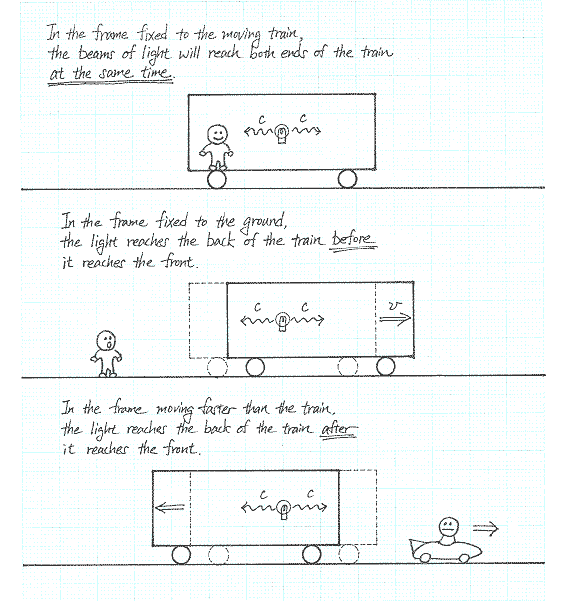 In the frame fixed to the moving train,
the beams of light will reach both ends of the train
at the same time.
c c
In the frame fixed to the ground,
the light reaches the back of the train before
it reaches the front.
c c v
In the frame moving faster than the train,
the light reaches the back of the train after
it reaches the front.
c c